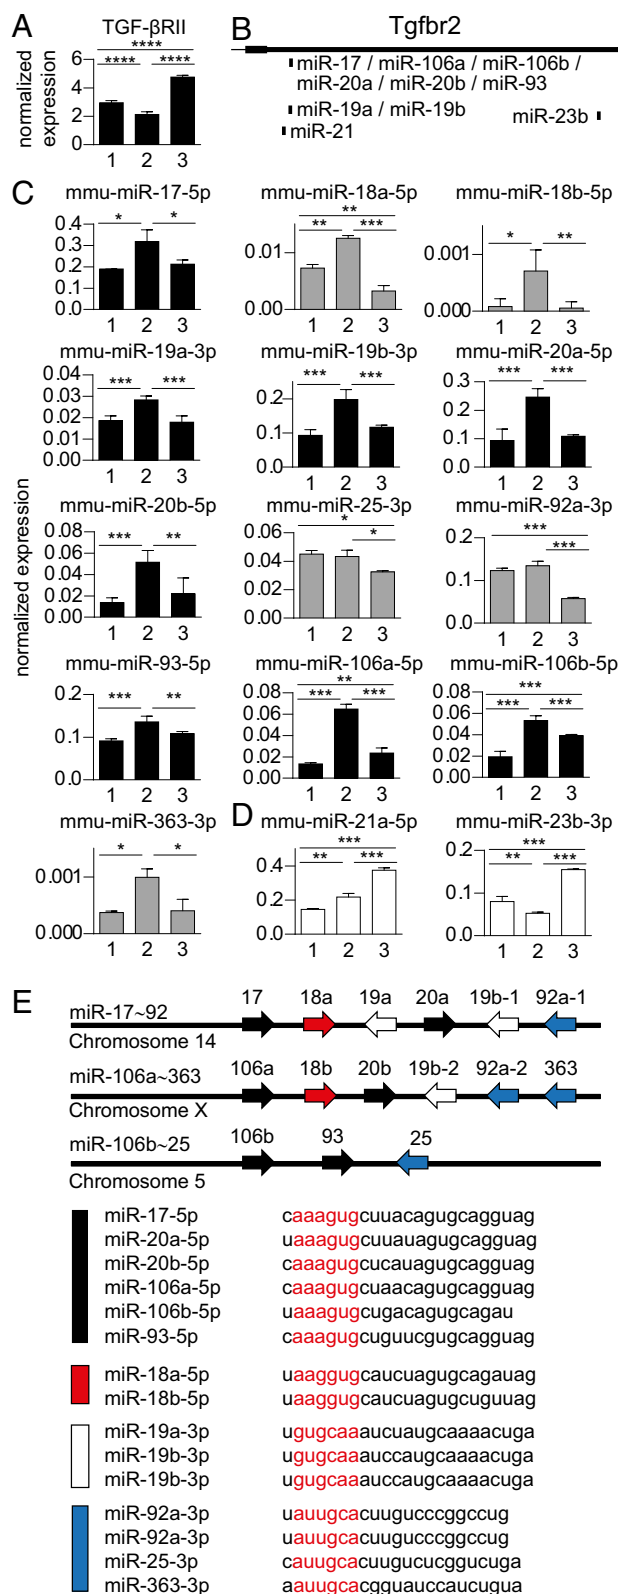 A
TGF-βRII
normalized expression
****
**** ****
6
4
2
0
1 2 3
B
Tgfbr2
miR-17 / miR-106a / miR-106b /
miR-20a / miR-20b / miR-93
miR-19a / miR-19b
miR-23b
miR-21
C
normalized expression
mmu-miR-17-5p
* *
0.4
0.3
0.2
0.1
0.0
1 2 3
mmu-miR-18a-5p
**
** ***
0.01
0.00
1 2 3
mmu-miR-18b-5p
* **
0.001
0.000
1 2 3
mmu-miR-19a-3p
*** ***
0.04
0.03
0.02
0.01
0.00
1 2 3
mmu-miR-19b-3p
*** ***
0.2
0.1
0.0
1 2 3
mmu-miR-20a-5p
*** ***
0.3
0.2
0.1
0.0
1 2 3
mmu-miR-20b-5p
*** **
0.08
0.06
0.04
0.02
0.00
1 2 3
mmu-miR-25-3p
*
*
0.06
0.04
0.02
0.00
1 2 3
mmu-miR-92a-3p
***
***
0.2
0.1
0.0
1 2 3
mmu-miR-93-5p
*** **
0.2
0.1
0.0
1 2 3
mmu-miR-106a-5p
**
*** ***
0.08
0.06
0.04
0.02
0.00
1 2 3
mmu-miR-106b-5p
***
*** ***
0.08
0.06
0.04
0.02
0.00
1 2 3
mmu-miR-363-3p
* *
0.001
0.000
1 2 3
D
mmu-miR-21a-5p
***
** ***
0.4
0.2
0.0
1 2 3
mmu-miR-23b-3p
***
** ***
0.2
0.1
0.0
1 2 3
E
17 18a 19a 20a 19b-1 92a-1
miR-17~92
Chromosome 14
106a 18b 20b 19b-2 92a-2 363
miR-106a~363
Chromosome X
106b 93 25
miR-106b~25
Chromosome 5
miR-17-5p caaagugcuuacagugcagguag
miR-20a-5p uaaagugcuuauagugcagguag
miR-20b-5p caaagugcucauagugcagguag
miR-106a-5p caaagugcuaacagugcagguag
miR-106b-5p uaaagugcugacagugcagau
miR-93-5p caaagugcuguucgugcagguag
miR-18a-5p uaaggugcaucuagugcagauag
miR-18b-5p uaaggugcaucuagugcuguuag
miR-19a-3p ugugcaaaucuaugcaaaacuga
miR-19b-3p ugugcaaauccaugcaaaacuga
miR-19b-3p ugugcaaauccaugcaaaacuga
miR-92a-3p uauugcacuugucccggccug
miR-92a-3p uauugcacuugucccggccug
miR-25-3p cauugcacuugucucggucuga
miR-363-3p aauugcacgguauccaucugua